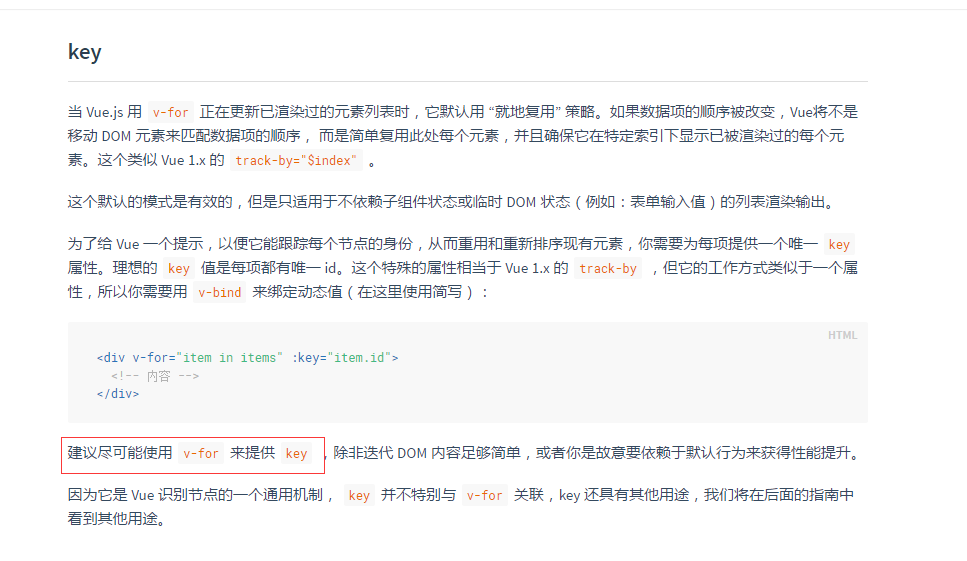 key
当 Vue.js 用 v-for 正在更新已渲染过的元素列表时，它默认用 “就地复用” 策略。如果数据项的顺序被改变，Vue将不是
移动 DOM 元素来匹配数据项的顺序， 而是简单复用此处每个元素，并且确保它在特定索引下显示已被渲染过的每个元
素。这个类似 Vue 1.x 的 track-by="$index" 。
这个默认的模式是有效的，但是只适用于不依赖子组件状态或临时 DOM 状态（例如：表单输入值）的列表渲染输出。
为了给 Vue 一个提示，以便它能跟踪每个节点的身份，从而重用和重新排序现有元素，你需要为每项提供一个唯一 key
属性。理想的 key 值是每项都有唯一 id。这个特殊的属性相当于 Vue 1.x 的 track-by ，但它的工作方式类似于一个属
性，所以你需要用 v-bind 来绑定动态值（在这里使用简写）：
HTML
<div v-for="item in items" :key="item.id">
<!-- 内容 -->
</div>
建议尽可能使用 v-for 来提供 key ，除非迭代 DOM 内容足够简单，或者你是故意要依赖于默认行为来获得性能提升。
因为它是 Vue 识别节点的一个通用机制， key 并不特别与 v-for 关联，key 还具有其他用途，我们将在后面的指南中
看到其他用途。